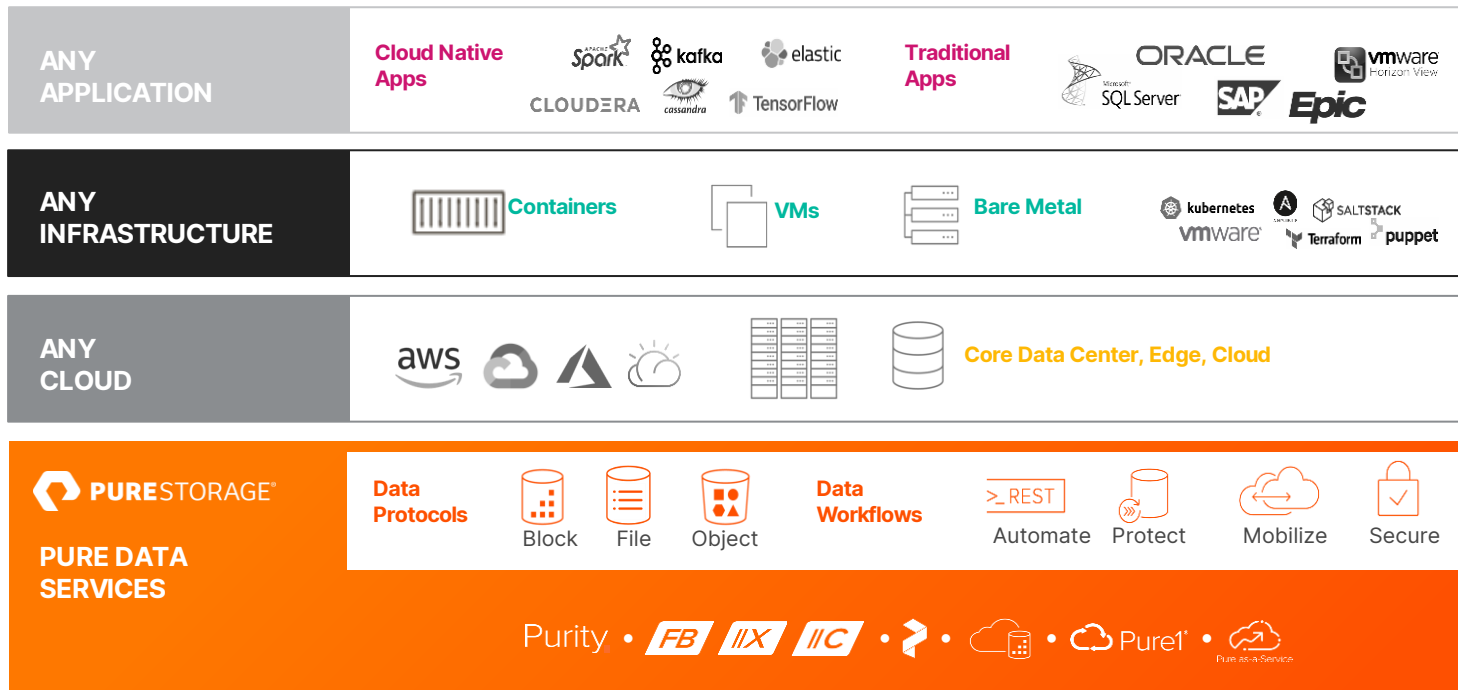 ANY
APPLICATION
Cloud Native
Apps
APACHE
Spark
kafka
elastic
CLOUDERA
cassandra
TensorFlow
Traditional
Apps
ORACLE
vmware
Horizon View
Microsoft
SQL Server
SAP
Epic
ANY
INFRASTRUCTURE
Containers
VMs
Bare Metal
kubernetes
A
ANSIBLE
SALTSTACK
vmware
Terraform
puppet
ANY
CLOUD
aws
Core Data Center, Edge, Cloud
PURESTORAGE®
PURE DATA
SERVICES
Data
Protocols
Block
File
Object
Data
Workflows
>_REST
Automate
Protect
Mobilize
Secure
Purity • FB //X //C • • • Pure1® •
Pure as-a-Service